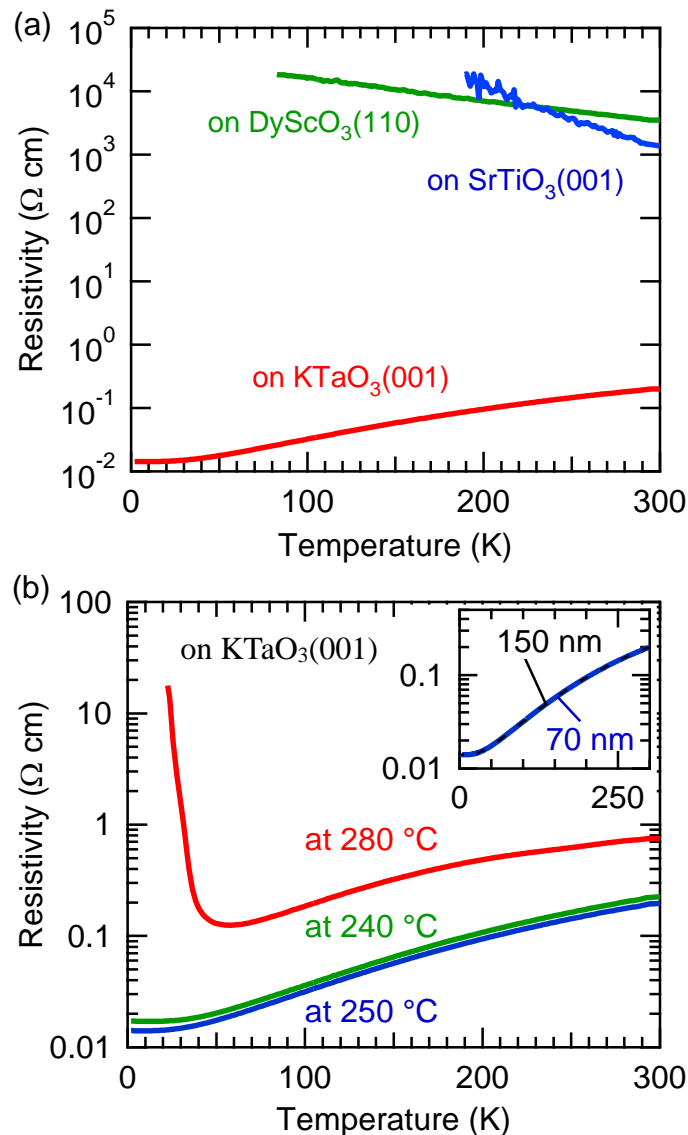 (a)
10^5
10^4
10^3
10^2
10^1
10^0
10^-1
10^-2
Resistivity (Ω cm)
on DyScO₃(110)
on SrTiO₃(001)
on KTaO₃(001)
0
100
200
300
Temperature (K)
(b)
100
10
1
0.1
0.01
Resistivity (Ω cm)
on KTaO₃(001)
0.1
0.01
150 nm
70 nm
0
250
at 280 °C
at 240 °C
at 250 °C
0
100
200
300
Temperature (K)